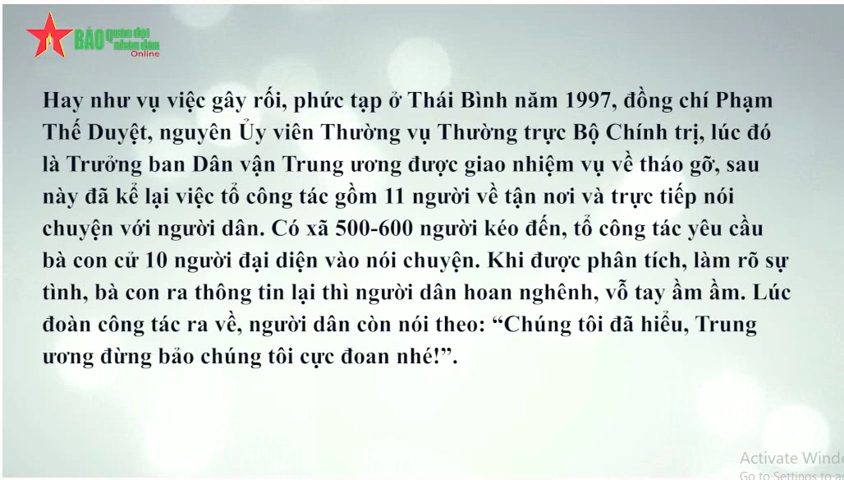 BÁO quân đội nhân dân
Online
Hay như vụ việc gây rối, phức tạp ở Thái Bình năm 1997, đồng chí Phạm
Thế Duyệt, nguyên Ủy viên Thường vụ Thường trực Bộ Chính trị, lúc đó
là Trưởng ban Dân vận Trung ương được giao nhiệm vụ về tháo gỡ, sau
này đã kể lại việc tổ công tác gồm 11 người về tận nơi và trực tiếp nói
chuyện với người dân. Có xã 500-600 người kéo đến, tổ công tác yêu cầu
bà con cử 10 người đại diện vào nói chuyện. Khi được phân tích, làm rõ sự
tình, bà con ra thông tin lại thì người dân hoan nghênh, vỗ tay ầm ầm. Lúc
đoàn công tác ra về, người dân còn nói theo: “Chúng tôi đã hiểu, Trung
ương đừng bảo chúng tôi cực đoan nhé!”.
Activate Windo
Go to Settings to a